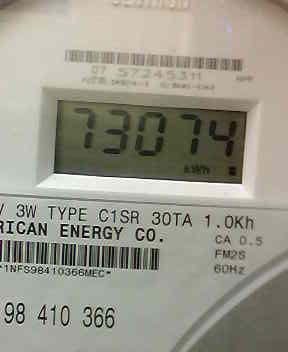 07 57245311
73074
kWh
V 3W TYPE C1SR 30TA 1.0Kh
RICAN ENERGY CO.
CA 0.5
FM2S
*1NFS98410366MEC*
60Hz
98 410 366